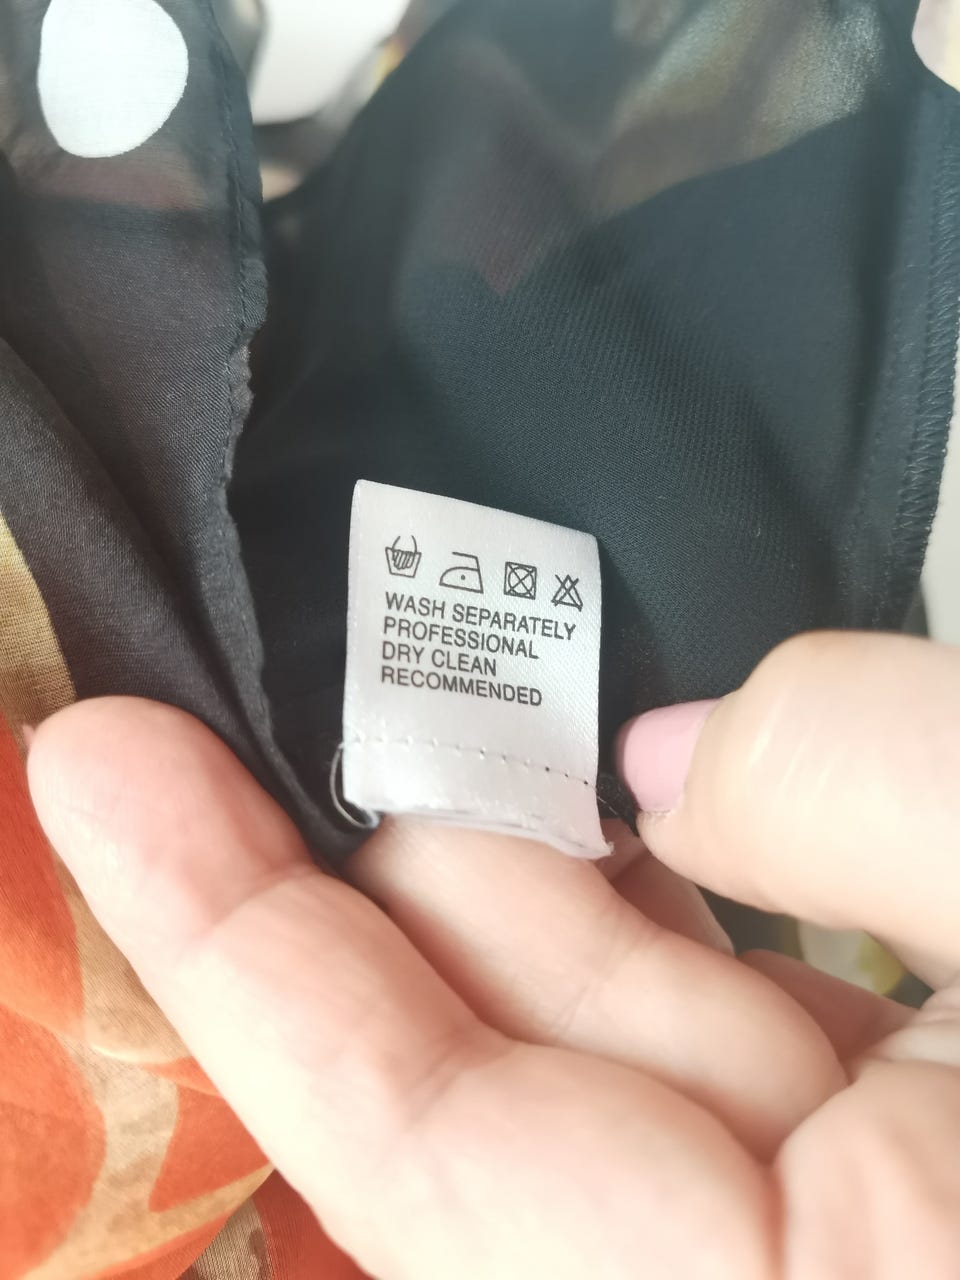 WASH SEPARATELY
PROFESSIONAL
DRY CLEAN
RECOMMENDED